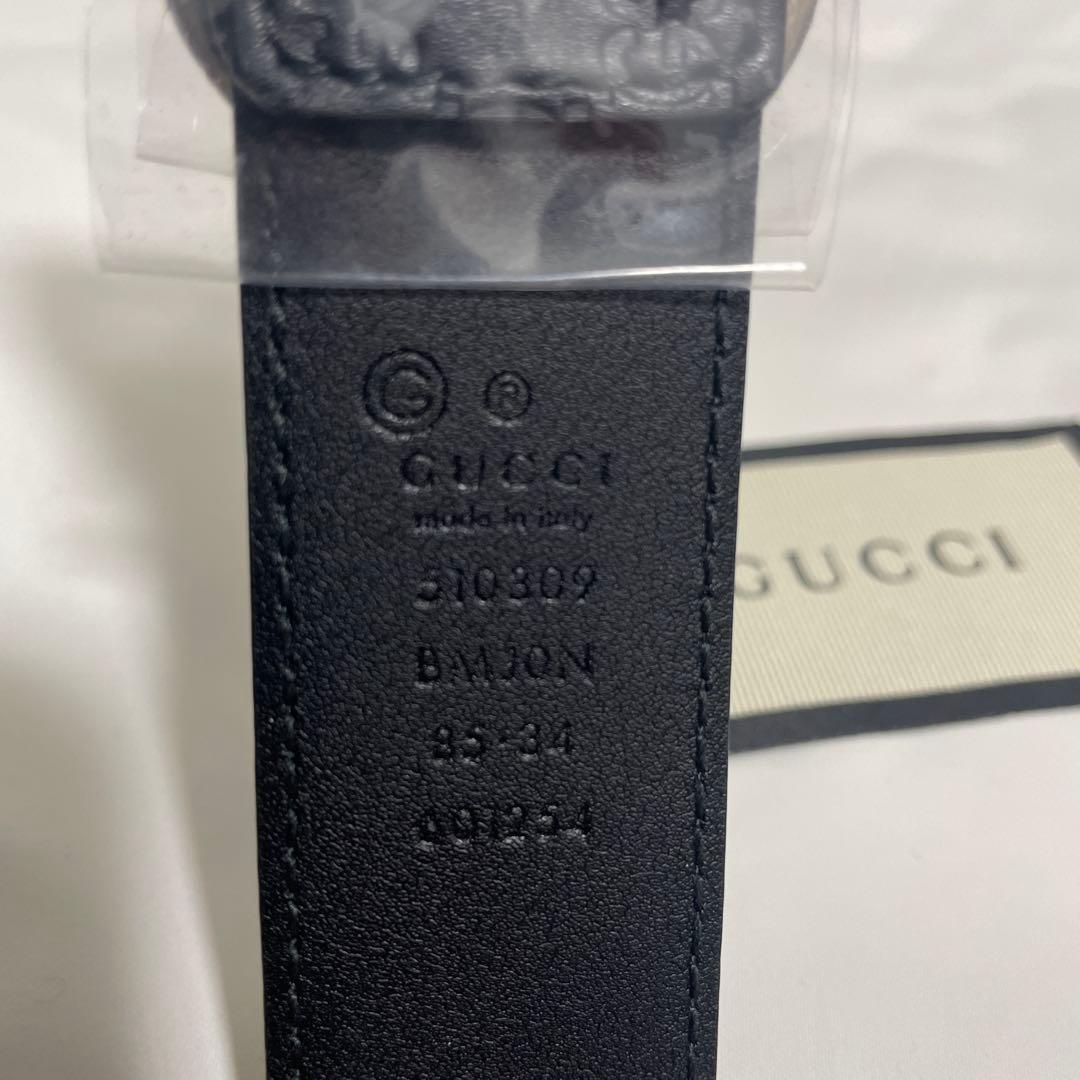 G ®
GUCCI
made in italy
510309
BMJ0N
85·34
GUCCI